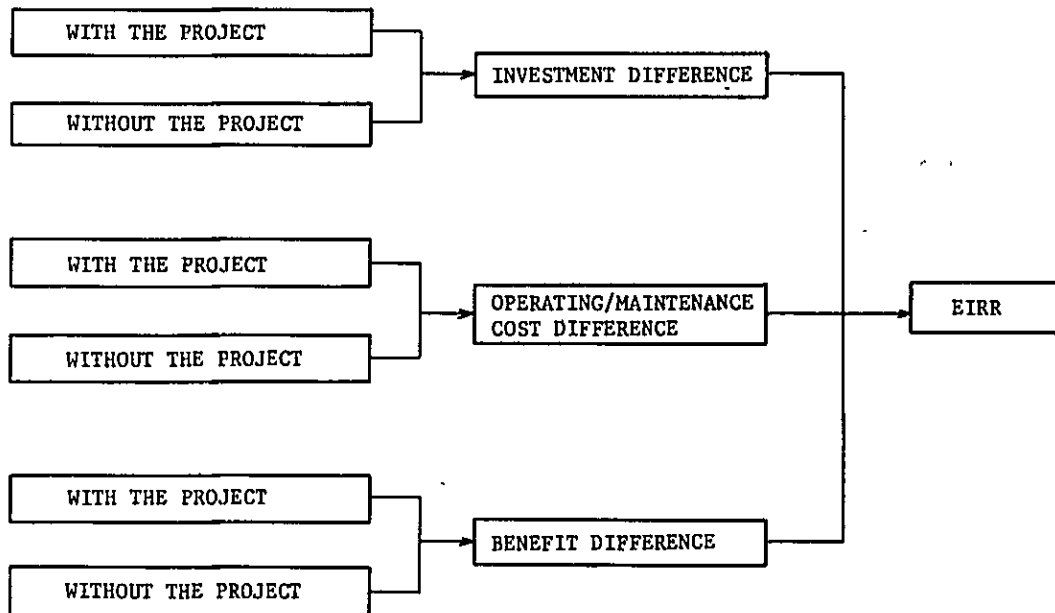 WITH THE PROJECT
INVESTMENT DIFFERENCE
WITHOUT THE PROJECT
WITH THE PROJECT
OPERATING/MAINTENANCE
COST DIFFERENCE
EIRR
WITHOUT THE PROJECT
WITH THE PROJECT
BENEFIT DIFFERENCE
WITHOUT THE PROJECT